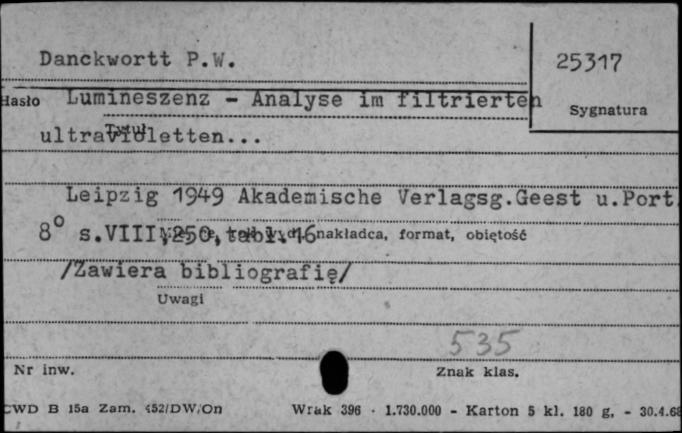 Danckwortt P.W.
25317
Hasło Luminesżenz - Analyse im filtrierten
Sygnatura
Tytuł
ultravioletten...
Leipzig 1949 Akademische Verlagsg.Geest u.Port.
8° s.VIII,250, tabl.16
nakładca, format, objętość
/Zawiera bibliografię/
Uwagi
535
Nr inw.
Znak klas.
CWD B 15a Zam. 452/DW/On Wrak 396 · 1.730.000 - Karton 5 kl. 180 g, - 30.4.68